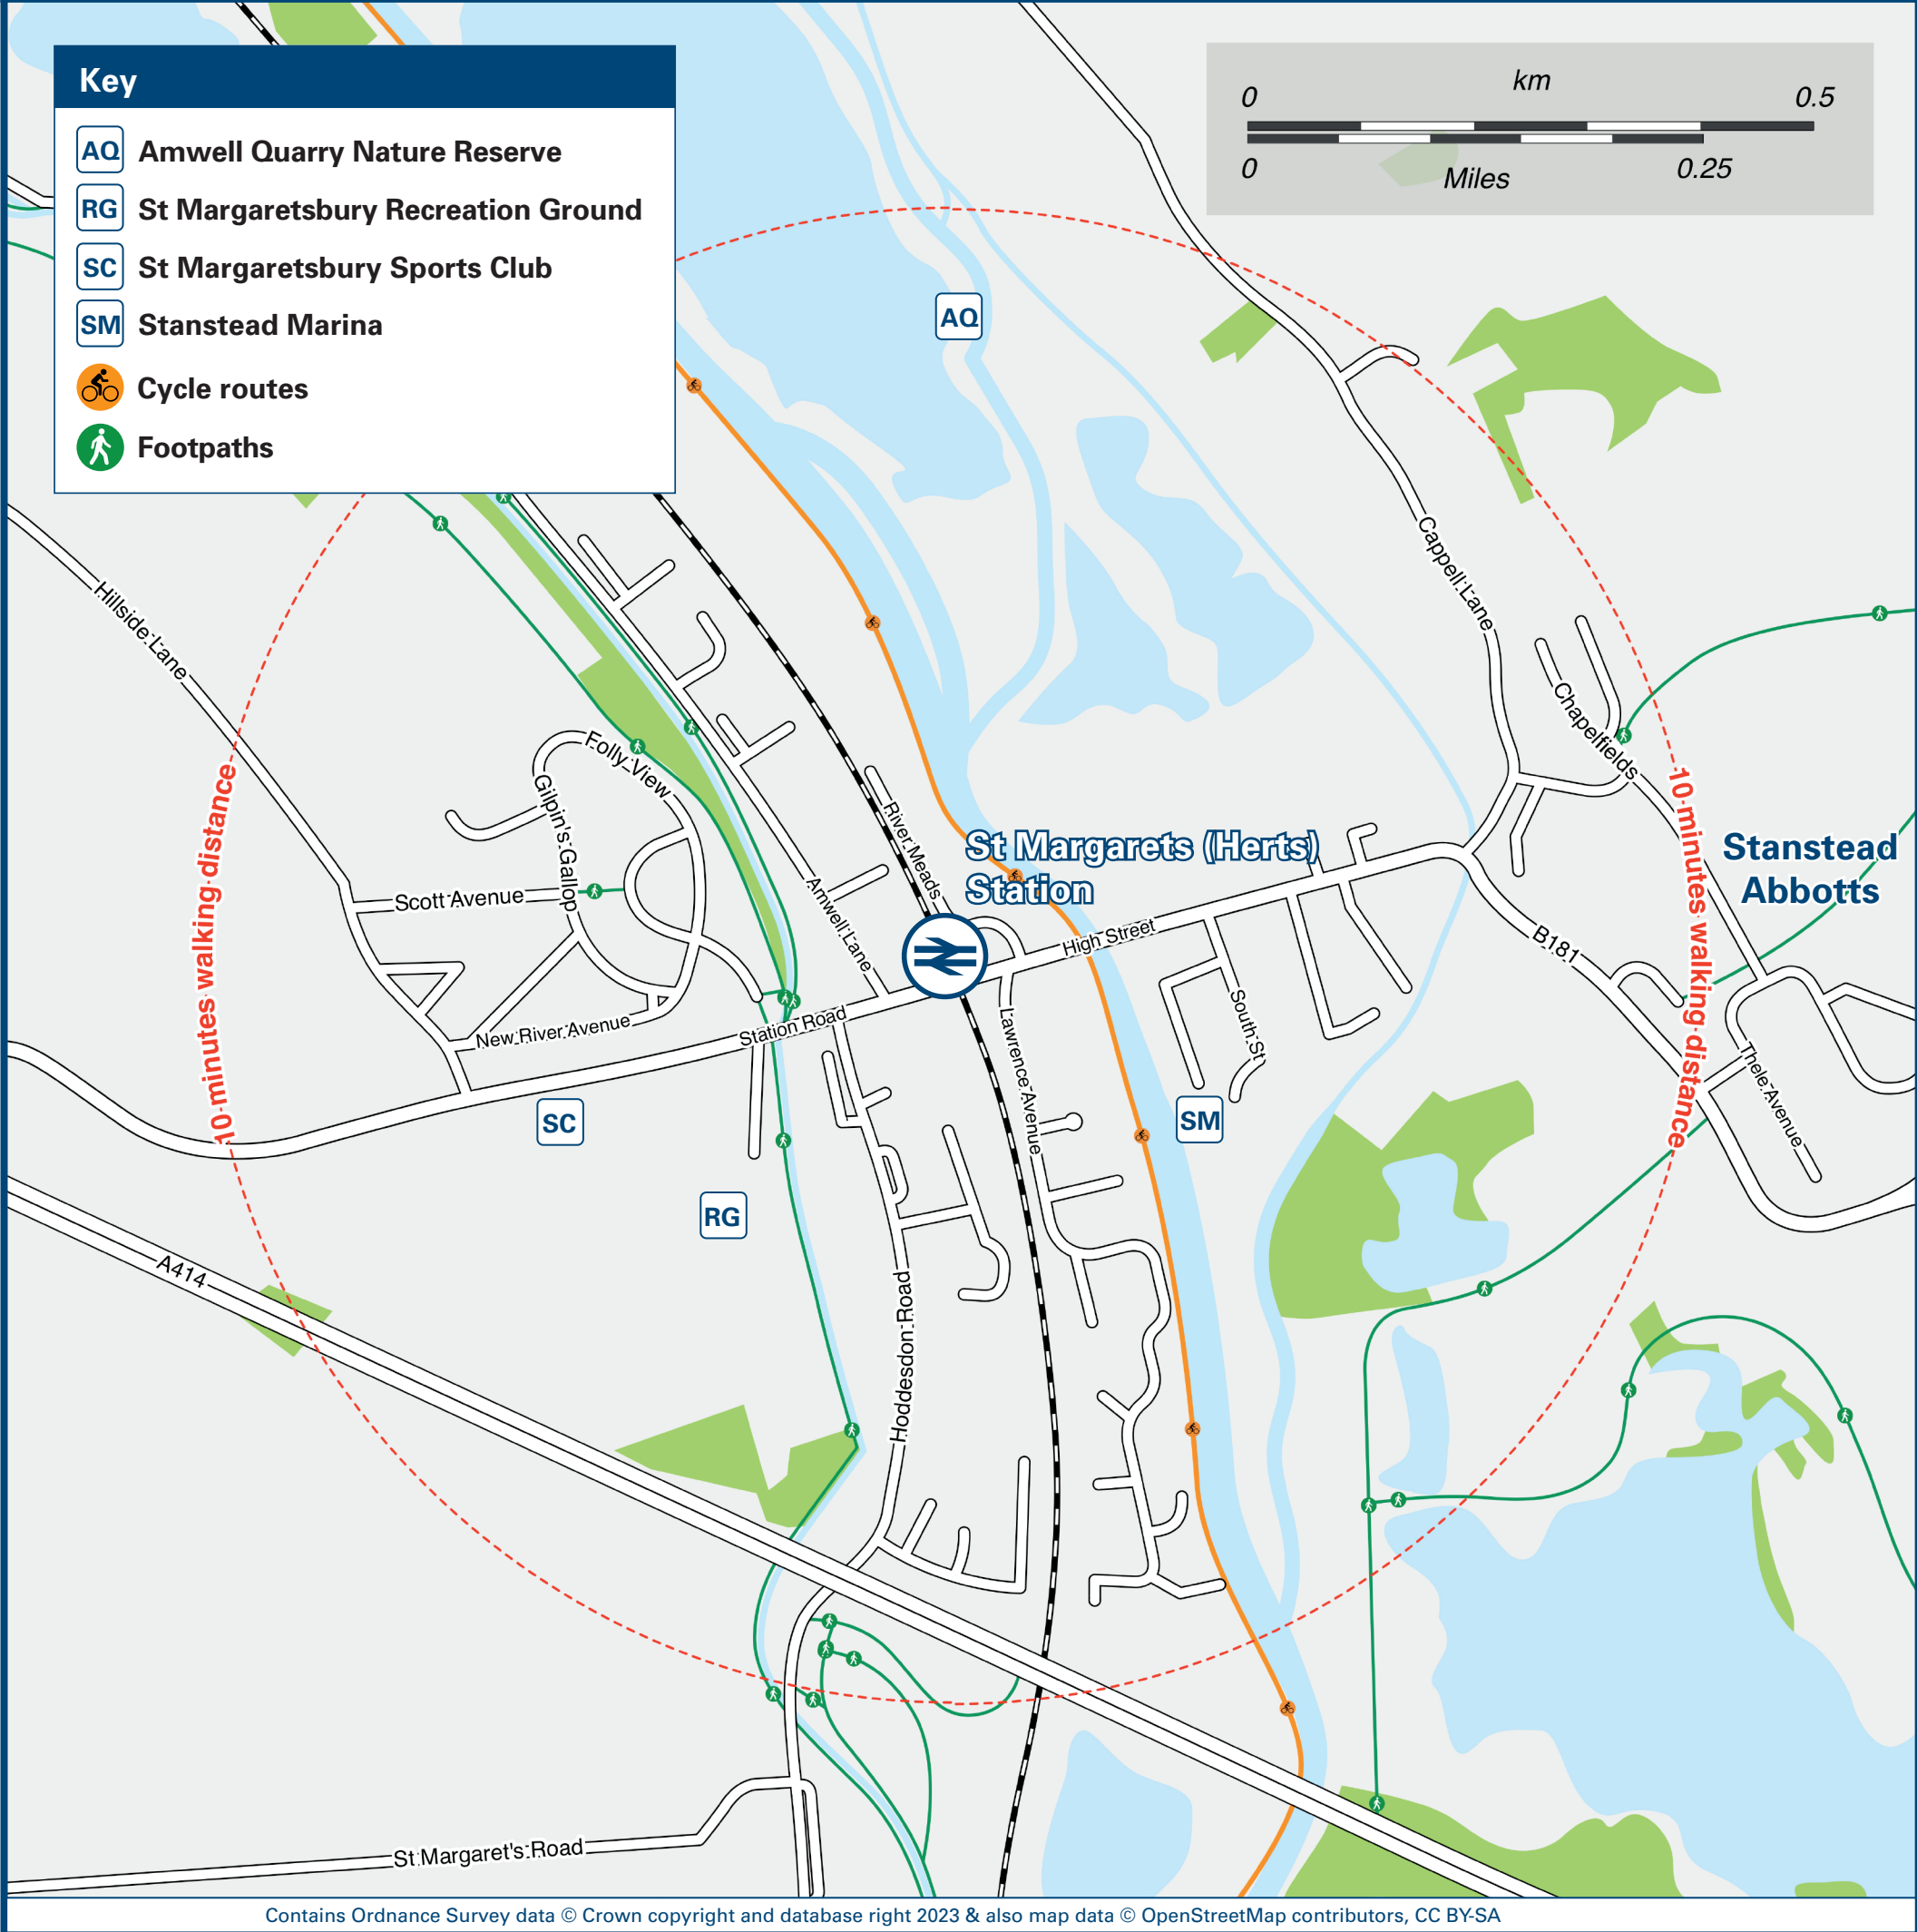 Key
AQ Amwell Quarry Nature Reserve
RG St Margaretsbury Recreation Ground
SC St Margaretsbury Sports Club
SM Stanstead Marina
Cycle routes
Footpaths
km
0 0.5
0 0.25
Miles
AQ
Cappell Lane
Hillside Lane
Chapelfields
Folly View
Gilpin's Gallop
River Meads
10 minutes walking distance
10 minutes walking distance
St Margarets (Herts)
Station
Stanstead
Abbotts
Scott Avenue
Amwell Lane
High Street
B181
South St
New River Avenue
Station Road
Lawrence Avenue
Thele Avenue
SC
SM
RG
A414
Hoddesdon Road
St Margaret's Road
Contains Ordnance Survey data © Crown copyright and database right 2023 & also map data © OpenStreetMap contributors, CC BY-SA